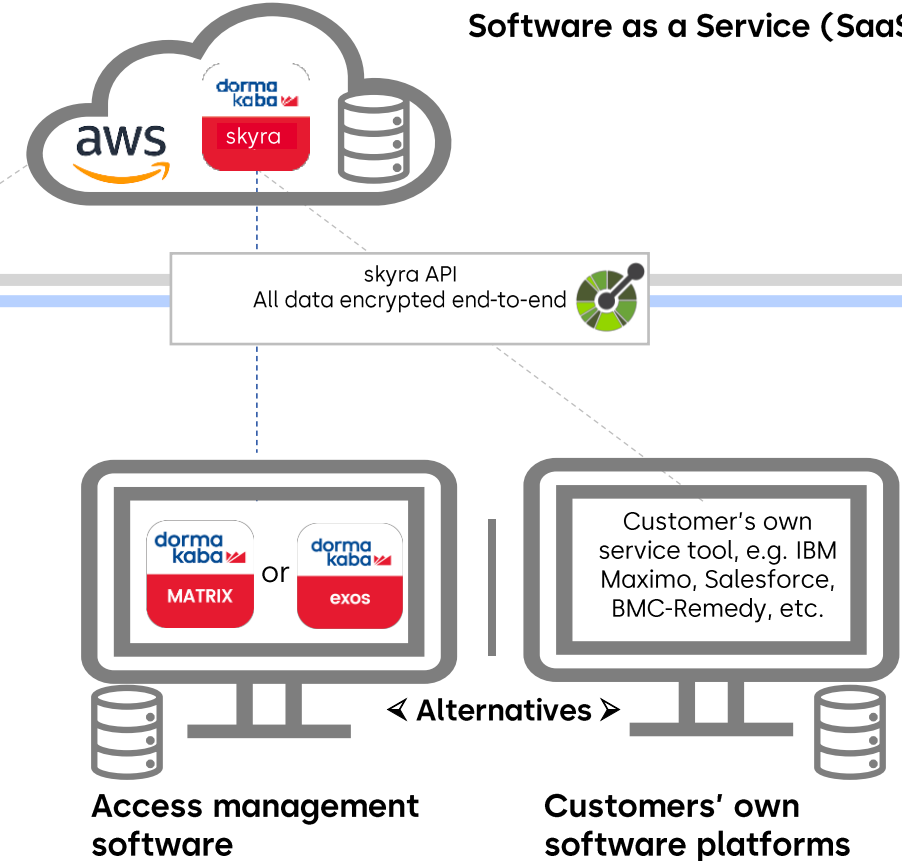 Software as a Service (SaaS
dorma
kaba
aws
skyra
skyra API
All data encrypted end-to-end
dorma
kaba
MATRIX
or
dorma
kaba
exos
Customer's own
service tool, e.g. IBM
Maximo, Salesforce,
BMC-Remedy, etc.
Alternatives
Access management
software
Customers' own
software platforms